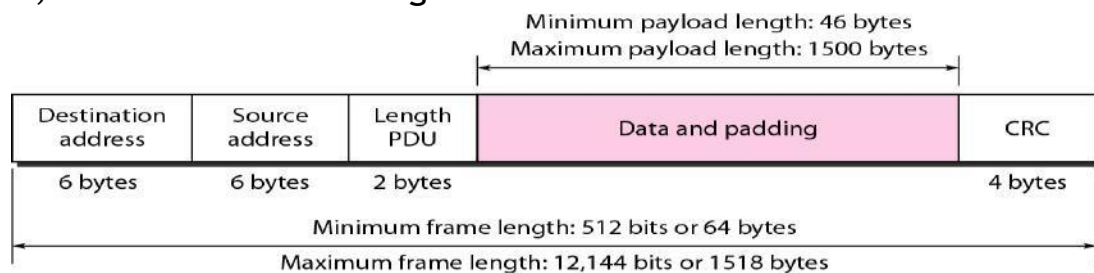 Minimum payload length: 46 bytes
Maximum payload length: 1500 bytes
Destination address
Source address
Length PDU
Data and padding
CRC
6 bytes
6 bytes
2 bytes
4 bytes
Minimum frame length: 512 bits or 64 bytes
Maximum frame length: 12,144 bits or 1518 bytes